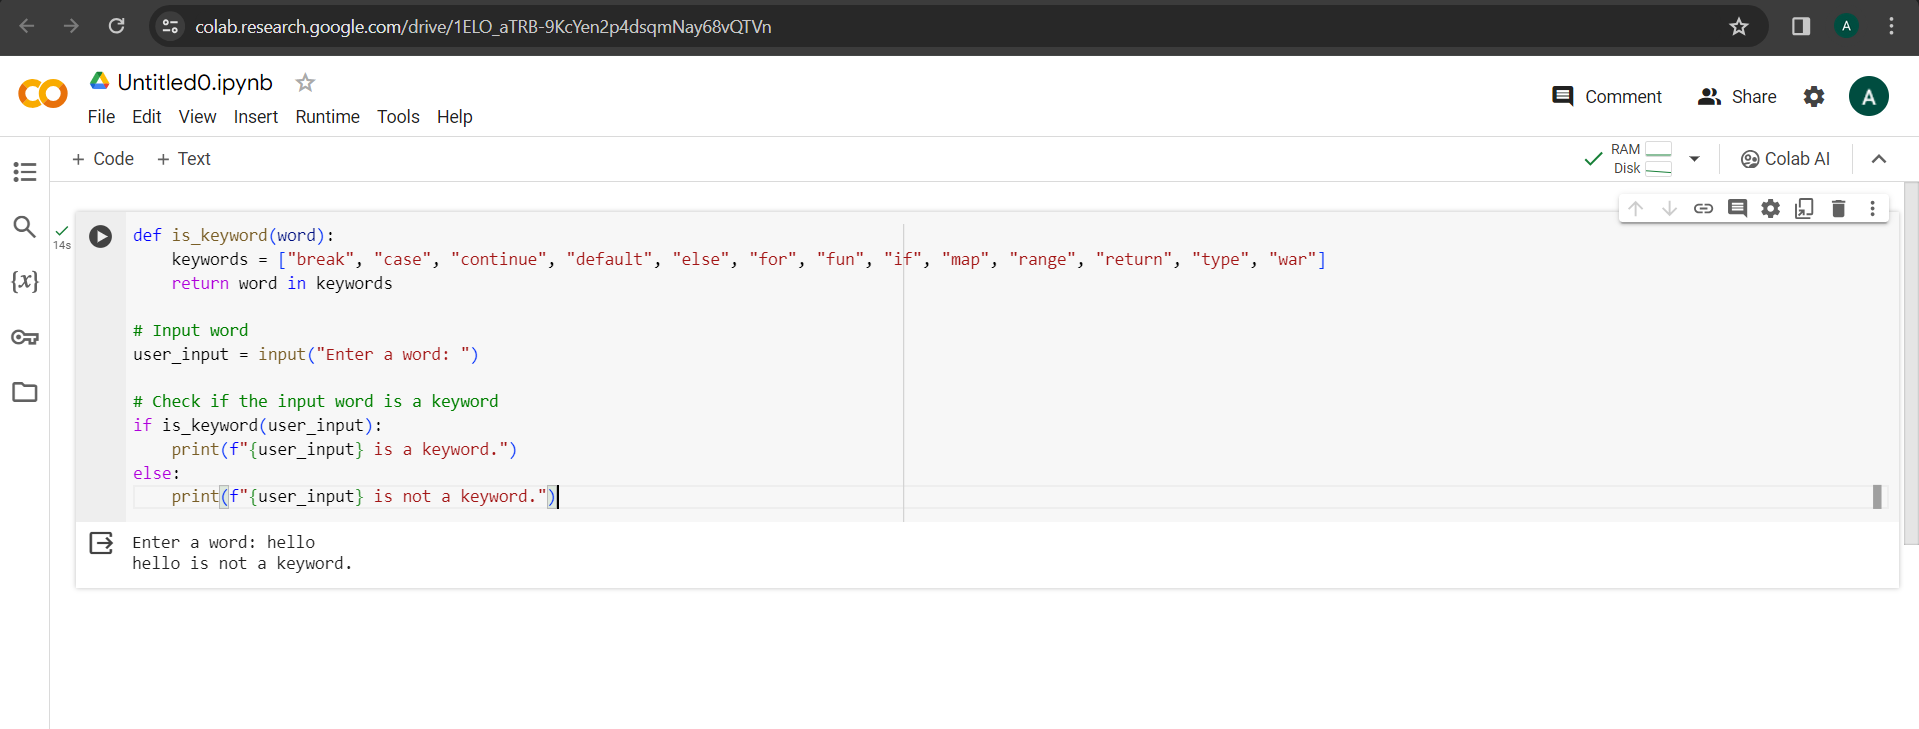 colab.research.google.com/drive/1ELO_aTRB-9KcYen2p4dsqmNay68vQTVn
A
Untitled0.ipynb
File Edit View Insert Runtime Tools Help
Comment Share A
+ Code + Text
RAM
Disk
Colab AI
{x}
14s
def is_keyword(word):
    keywords = ["break", "case", "continue", "default", "else", "for", "fun", "if", "map", "range", "return", "type", "war"]
    return word in keywords
# Input word
user_input = input("Enter a word: ")
# Check if the input word is a keyword
if is_keyword(user_input):
    print(f"{user_input} is a keyword.")
else:
    print(f"{user_input} is not a keyword.")
Enter a word: hello
hello is not a keyword.